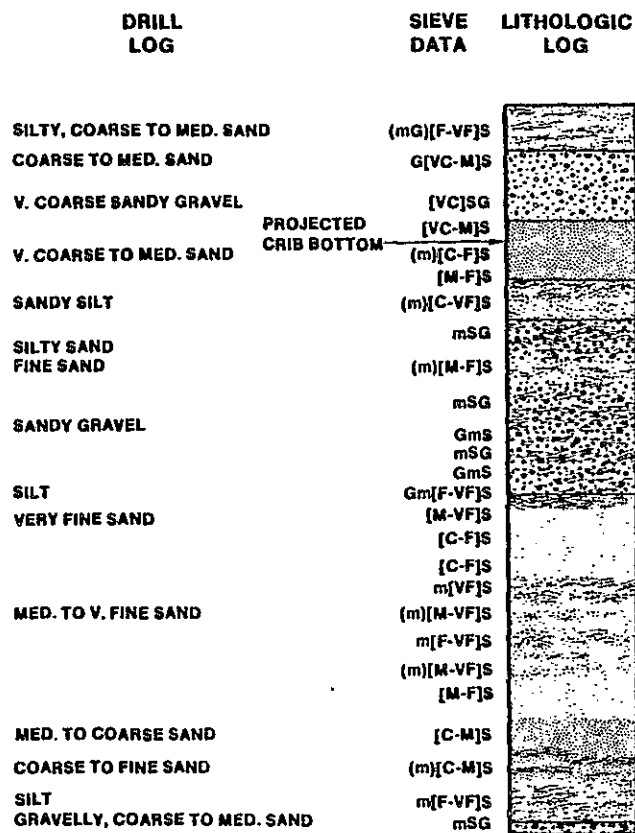 DRILL LOG
SIEVE DATA
LITHOLOGIC LOG
SILTY, COARSE TO MED. SAND (mG)[F-VF]S
COARSE TO MED. SAND G[VC-M]S
V. COARSE SANDY GRAVEL [VC]SG
[VC-M]S
PROJECTED CRIB BOTTOM
V. COARSE TO MED. SAND (m)[C-F]S
[M-F]S
SANDY SILT (m)[C-VF]S
mSG
SILTY SAND
FINE SAND (m)[M-F]S
mSG
SANDY GRAVEL
GmS
mSG
GmS
SILT Gm[F-VF]S
VERY FINE SAND [M-VF]S
[C-F]S
[C-F]S
m[VF]S
MED. TO V. FINE SAND (m)[M-VF]S
m[F-VF]S
(m)[M-VF]S
[M-F]S
MED. TO COARSE SAND [C-M]S
COARSE TO FINE SAND (m)[C-M]S
SILT m[F-VF]S
GRAVELLY, COARSE TO MED. SAND mSG